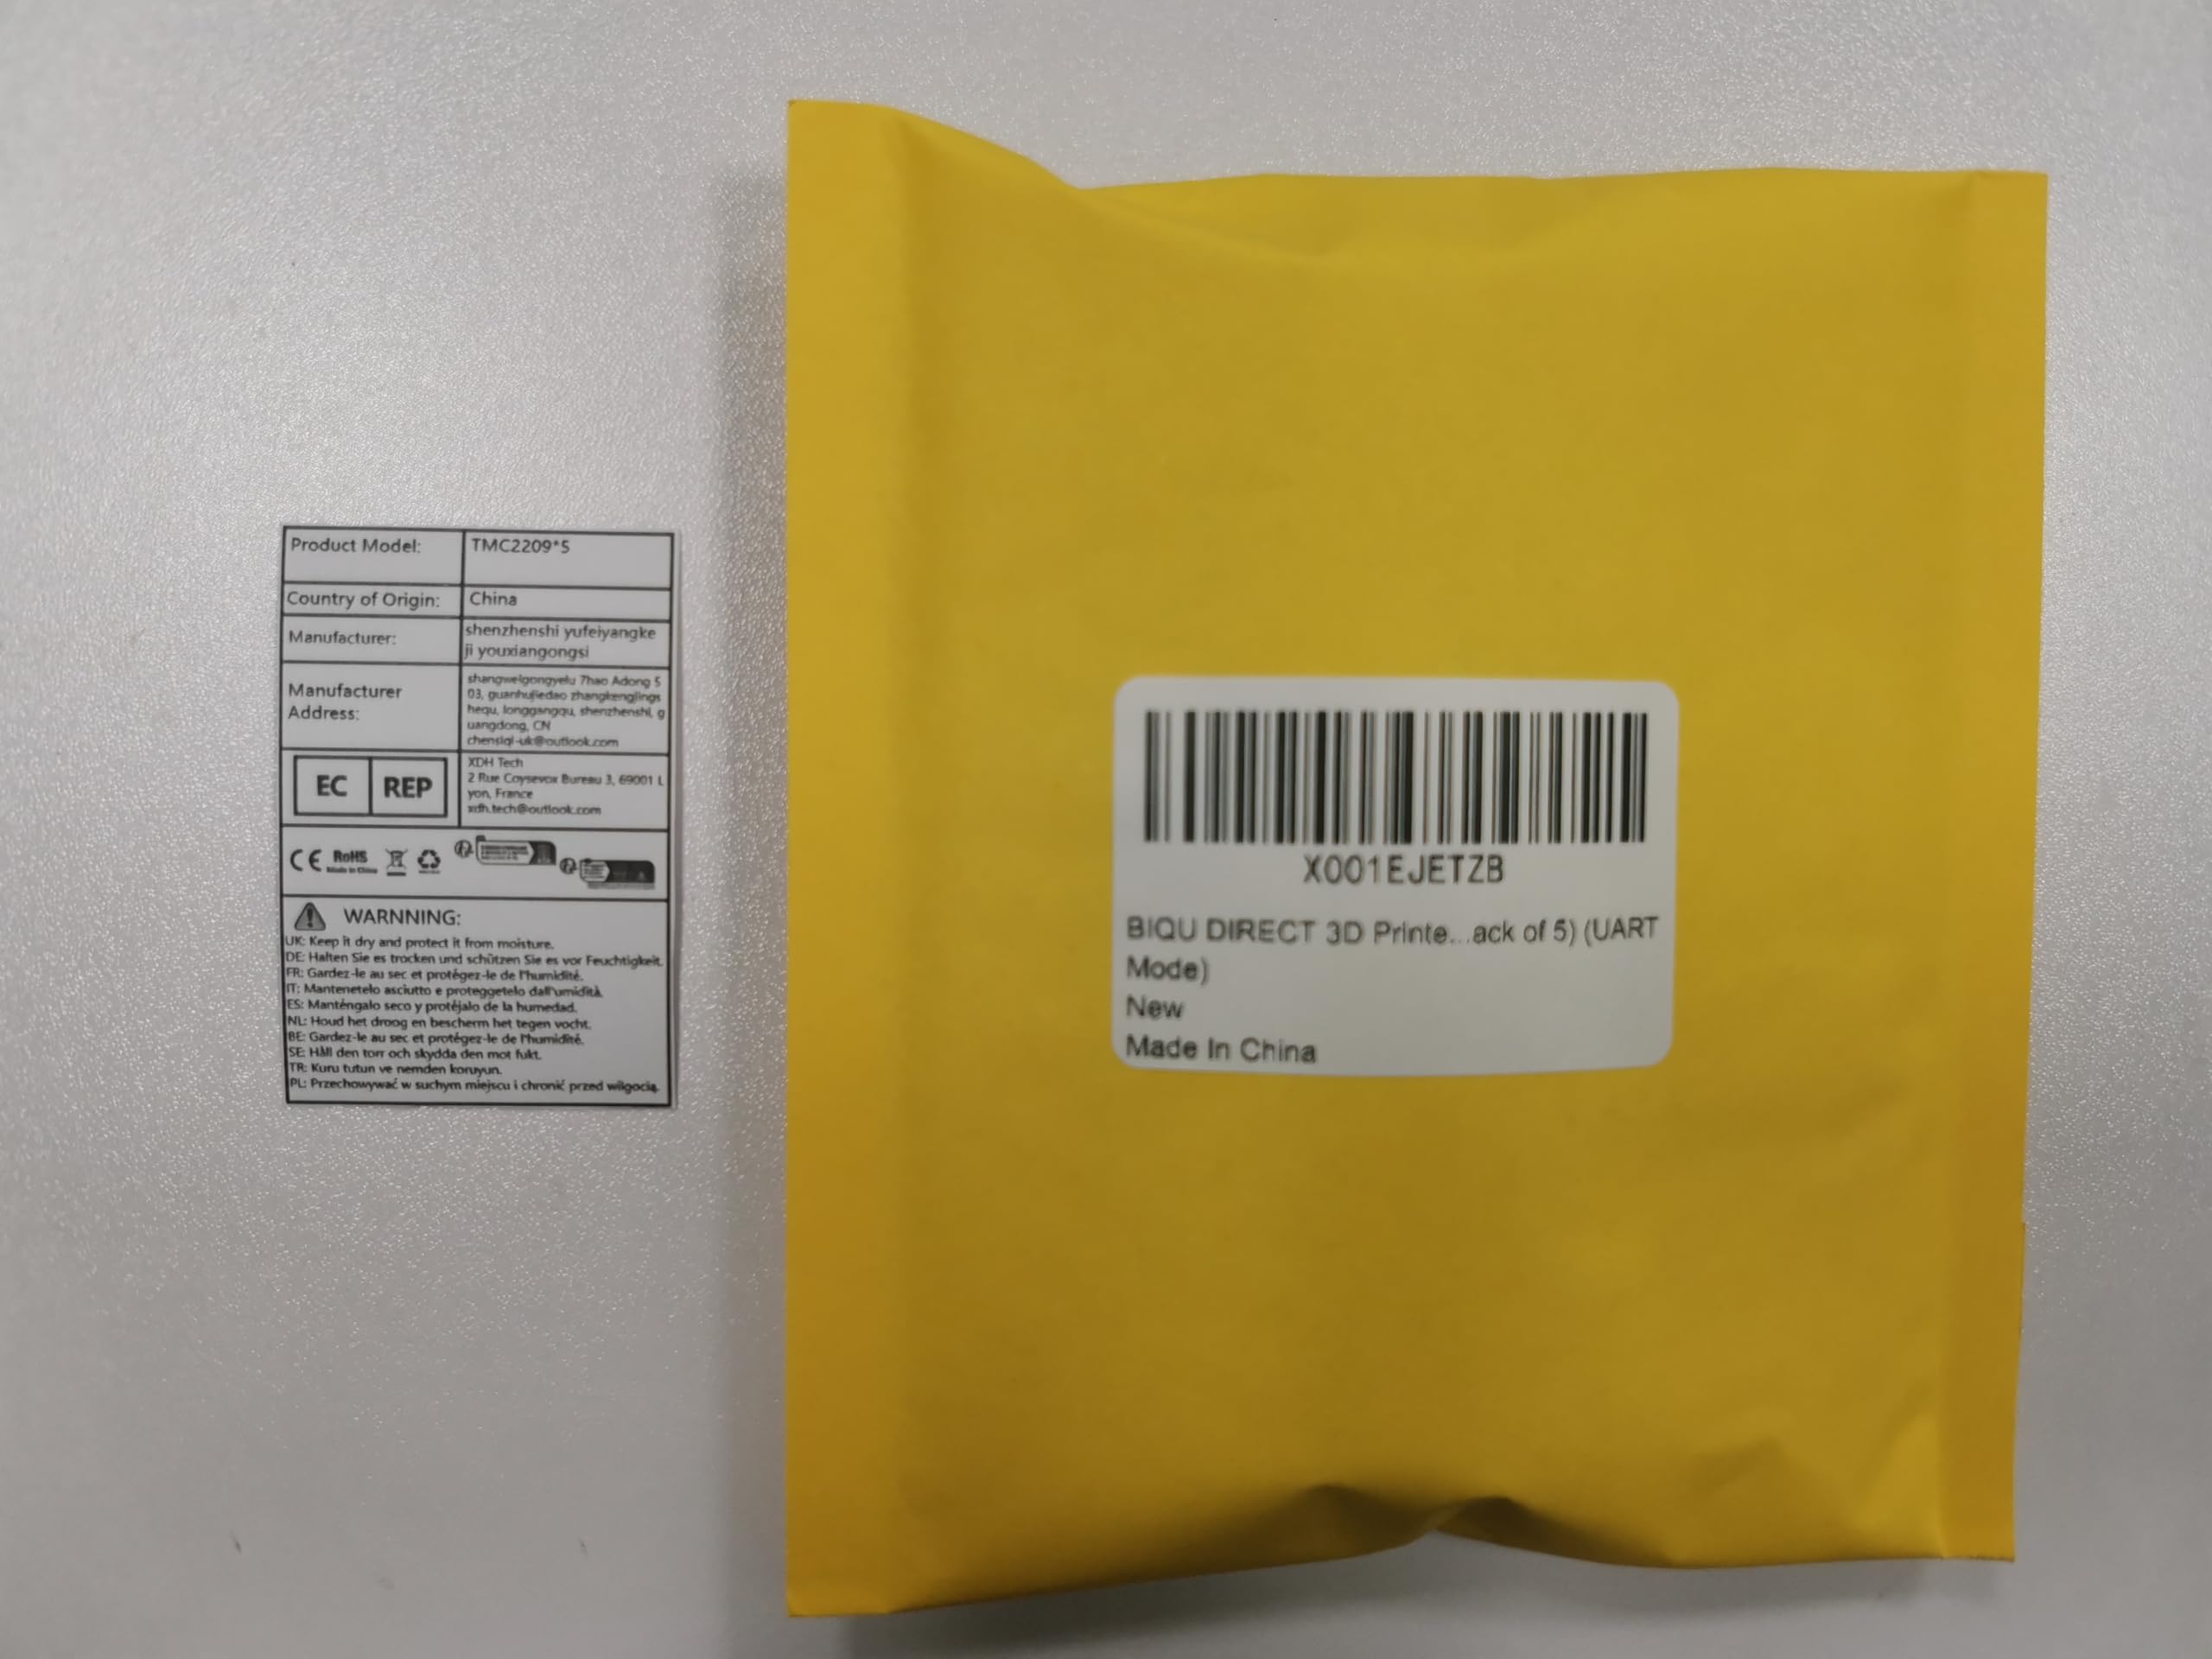 Product Model: TMC2209*5
Country of Origin: China
Manufacturer: shenzhenshi yufeiyangke
ji youxiangongsi
Manufacturer
Address:
shangweigongyelu 7hao Adong 5
03, guanhujiedao zhangkenglings
hequ, longgangqu, shenzhenshi, g
uangdong, CN
chensiqi-uk@outlook.com
EC REP
XDH Tech
2 Rue Coysevox Bureau 3, 69001 L
yon, France
xdh.tech@outlook.com
CE RoHS
Made in China
WARNNING:
UK: Keep it dry and protect it from moisture.
DE: Halten Sie es trocken und schützen Sie es vor Feuchtigkeit.
FR: Gardez-le au sec et protégez-le de l'humidité.
IT: Mantenetelo asciutto e proteggetelo dall'umidità.
ES: Manténgalo seco y protéjalo de la humedad.
NL: Houd het droog en bescherm het tegen vocht.
BE: Gardez-le au sec et protégez-le de l'humidité.
SE: Håll den torr och skydda den mot fukt.
TR: Kuru tutun ve nemden koruyun.
PL: Przechowywać w suchym miejscu i chronić przed wilgocią.
X001EJETZB
BIQU DIRECT 3D Printe...ack of 5) (UART
Mode)
New
Made In China